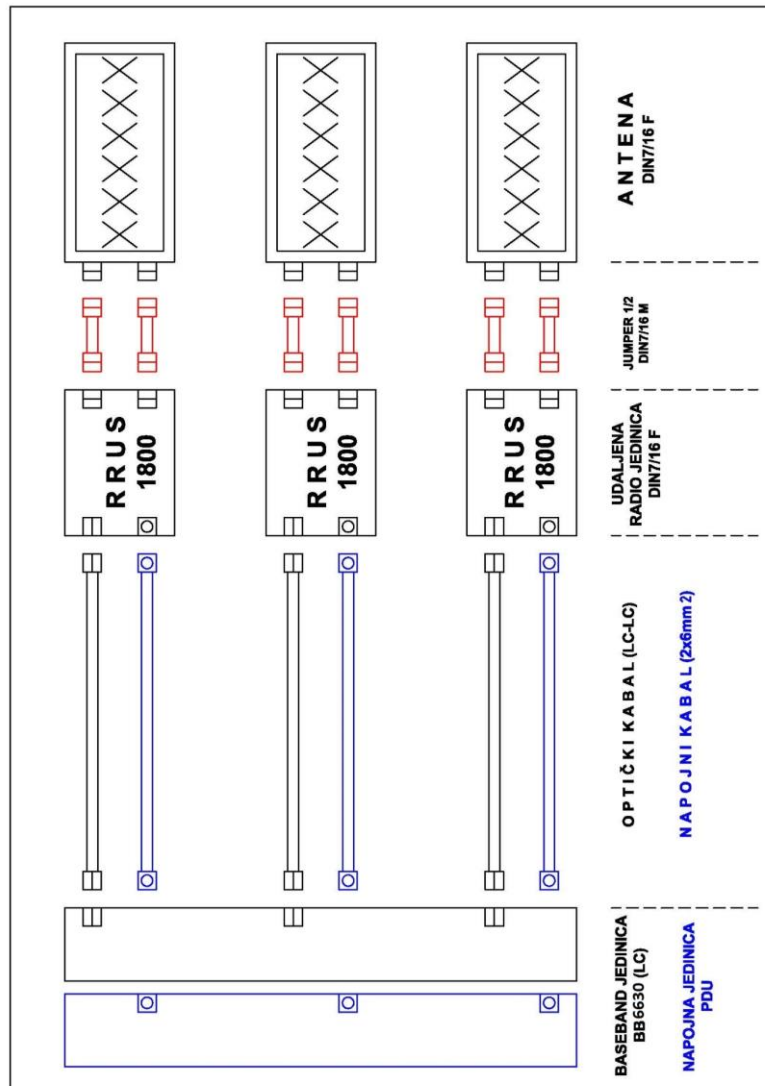 ANTENA
DIN7/16 F
JUMPER 1/2
DIN7/16 M
RRUS
1800
RRUS
1800
RRUS
1800
UDALJENA
RADIO JEDINICA
DIN7/16 F
OPTIČKI KABAL (LC-LC)
NAPOJNI KABAL (2x6mm2)
BASEBAND JEDINICA
BB6630 (LC)
NAPOJNA JEDINICA
PDU